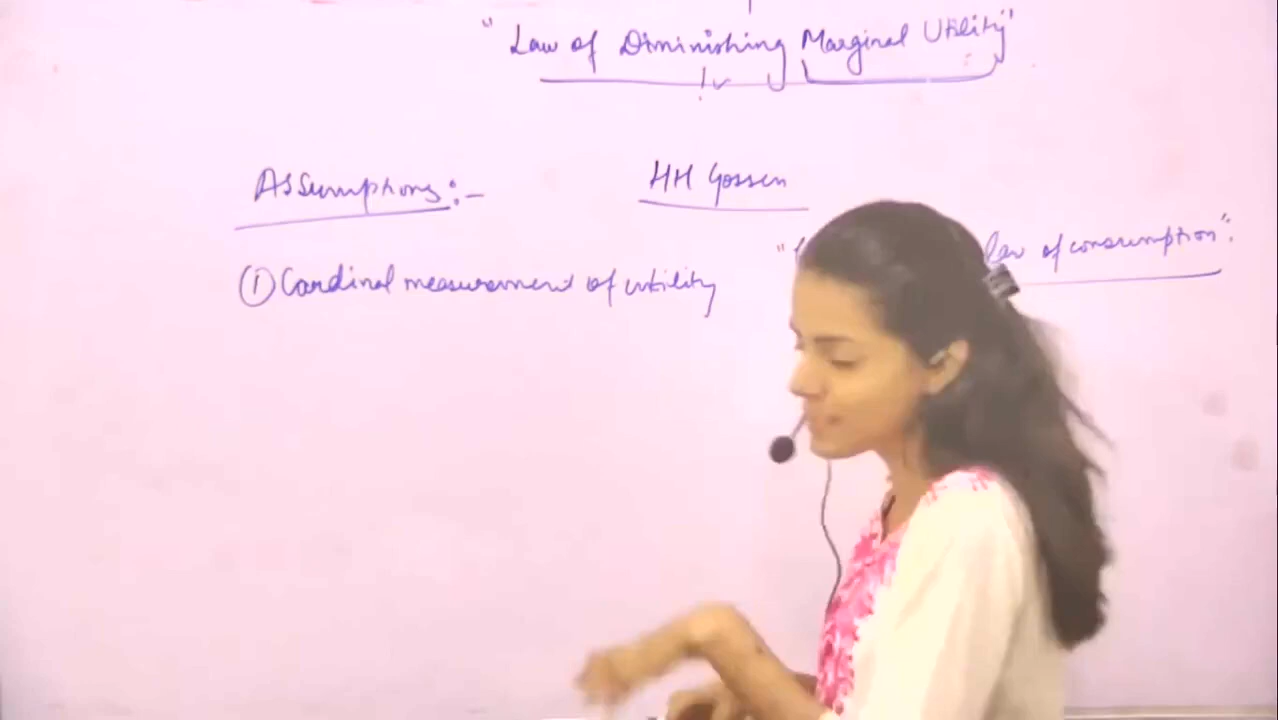 "Law of Diminishing Marginal Utility"
Assumptions:-
HH Gossen
law of consumption".
① Cardinal measurement of utility